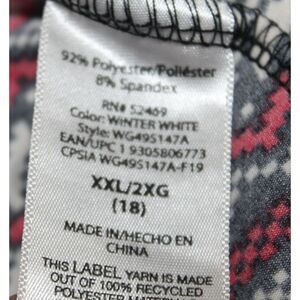 92% Polyester/Poliéster
8% Spandex
RN# 52469
Color: WINTER WHITE
Style: WG49S147A
EAN/UPC 1 9305806773
CPSIA WG49S147A-F19
XXL/2XG
(18)
MADE IN/HECHO EN
CHINA
THIS LABEL YARN IS MADE
OUT OF 100% RECYCLED
POLYESTER